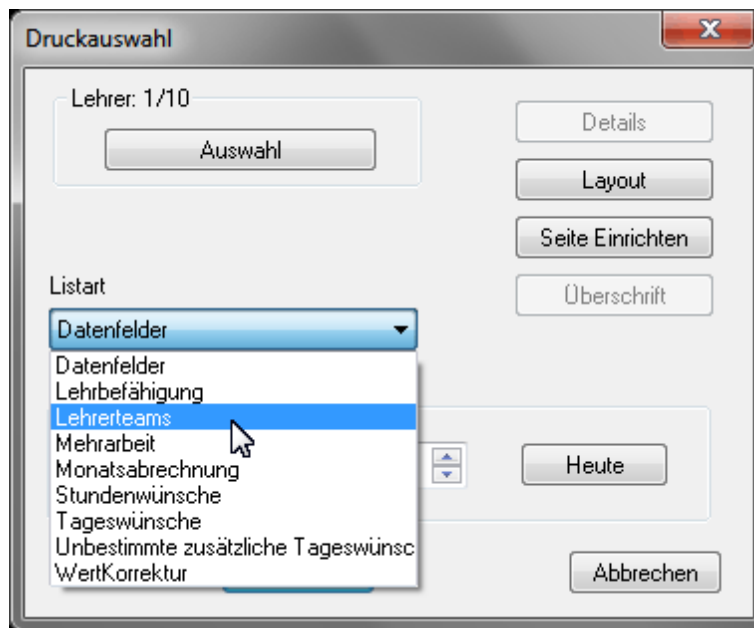 Druckauswahl
Lehrer: 1/10
Auswahl
Details
Layout
Seite Einrichten
Überschrift
Listart
Datenfelder
Datenfelder
Lehrbefähigung
Lehrerteams
Mehrarbeit
Monatsabrechnung
Stundenwünsche
Tageswünsche
Unbestimmte zusätzliche Tageswünsc
WertKorrektur
Heute
Abbrechen